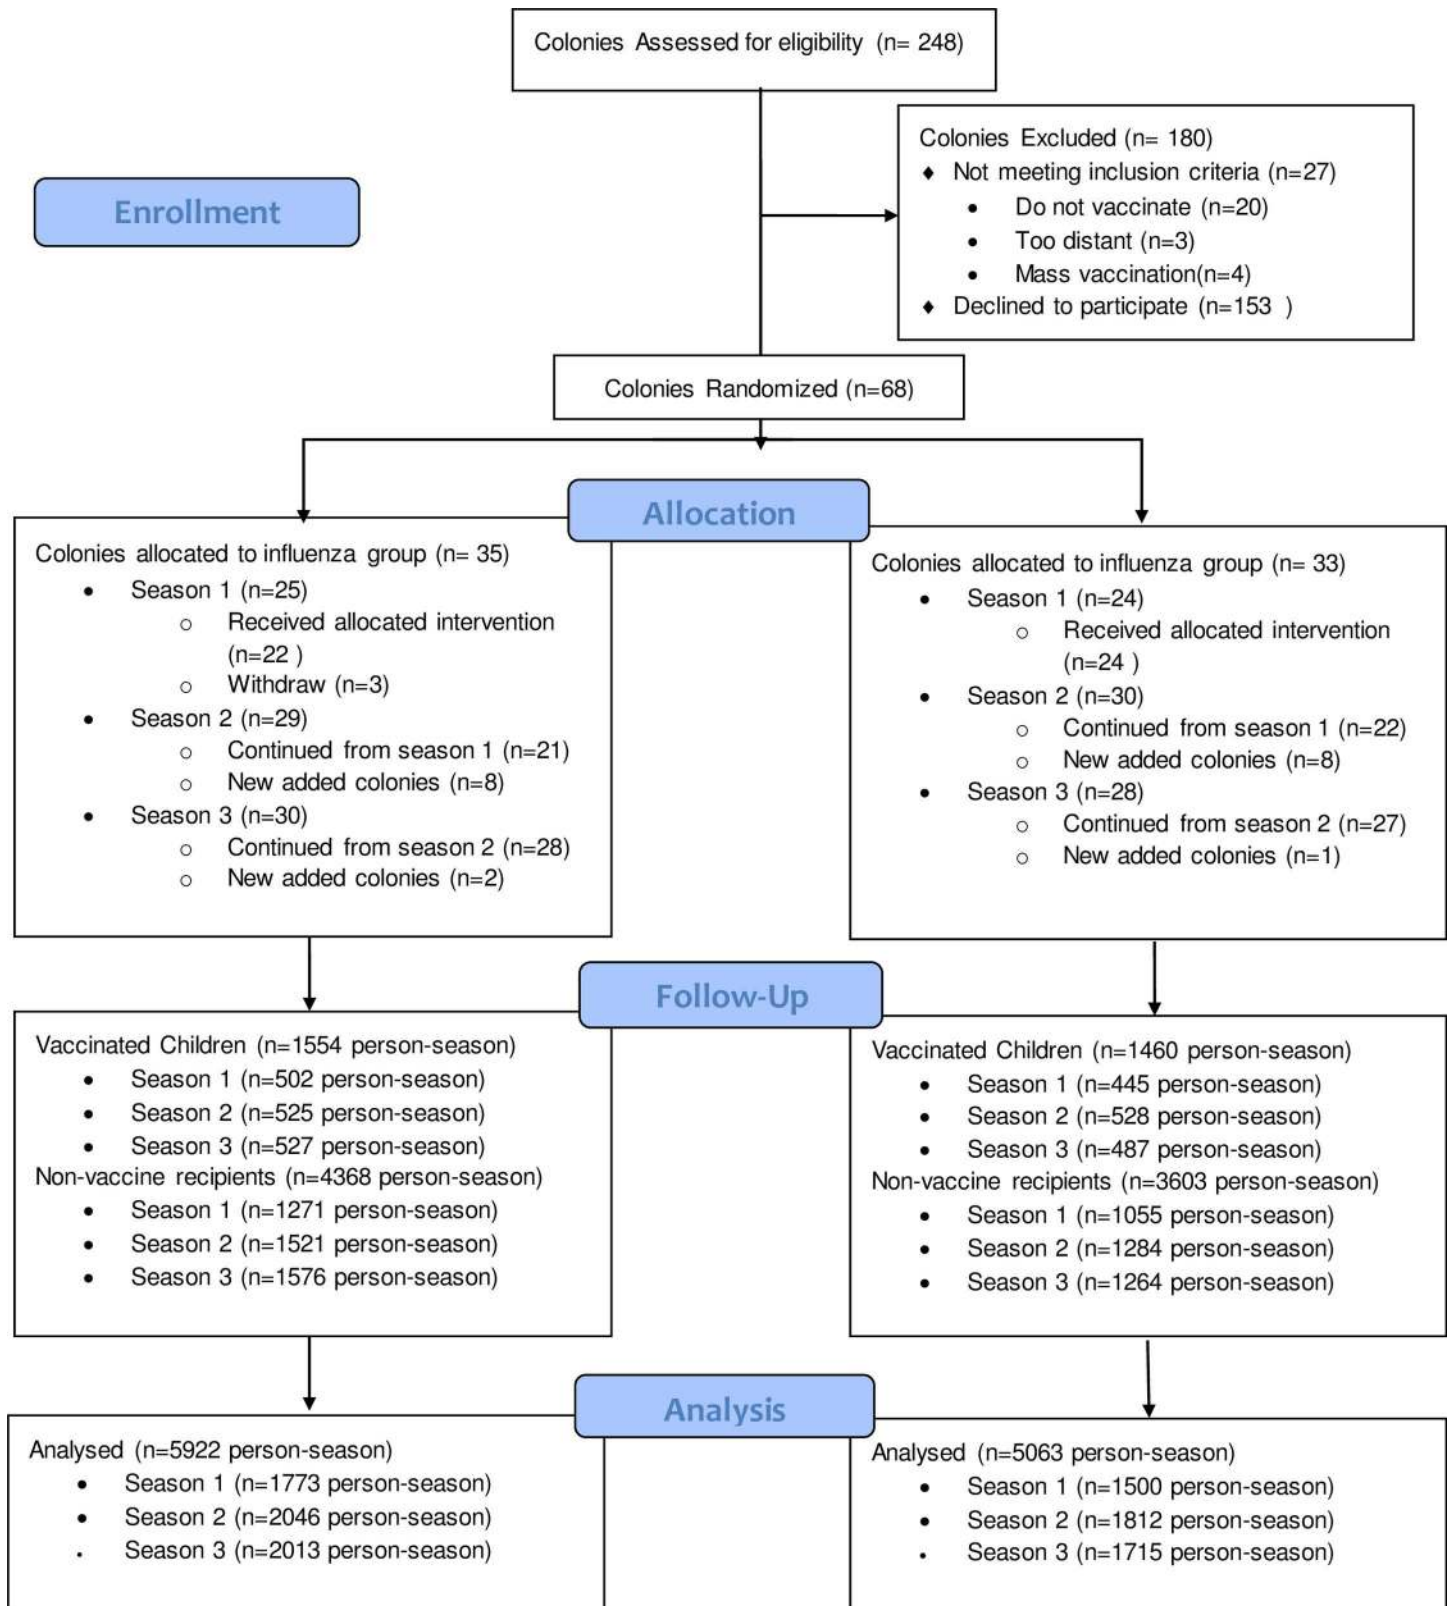 Colonies Assessed for eligibility (n= 248)
Colonies Excluded (n= 180)
♦ Not meeting inclusion criteria (n=27)
• Do not vaccinate (n=20)
• Too distant (n=3)
• Mass vaccination(n=4)
♦ Declined to participate (n=153 )
Enrollment
Colonies Randomized (n=68)
Allocation
Colonies allocated to influenza group (n= 35)
• Season 1 (n=25)
o Received allocated intervention
(n=22 )
o Withdraw (n=3)
• Season 2 (n=29)
o Continued from season 1 (n=21)
o New added colonies (n=8)
• Season 3 (n=30)
o Continued from season 2 (n=28)
o New added colonies (n=2)
Colonies allocated to influenza group (n= 33)
• Season 1 (n=24)
o Received allocated intervention
(n=24 )
• Season 2 (n=30)
o Continued from season 1 (n=22)
o New added colonies (n=8)
• Season 3 (n=28)
o Continued from season 2 (n=27)
o New added colonies (n=1)
Follow-Up
Vaccinated Children (n=1554 person-season)
• Season 1 (n=502 person-season)
• Season 2 (n=525 person-season)
• Season 3 (n=527 person-season)
Non-vaccine recipients (n=4368 person-season)
• Season 1 (n=1271 person-season)
• Season 2 (n=1521 person-season)
• Season 3 (n=1576 person-season)
Vaccinated Children (n=1460 person-season)
• Season 1 (n=445 person-season)
• Season 2 (n=528 person-season)
• Season 3 (n=487 person-season)
Non-vaccine recipients (n=3603 person-season)
• Season 1 (n=1055 person-season)
• Season 2 (n=1284 person-season)
• Season 3 (n=1264 person-season)
Analysis
Analysed (n=5922 person-season)
• Season 1 (n=1773 person-season)
• Season 2 (n=2046 person-season)
• Season 3 (n=2013 person-season)
Analysed (n=5063 person-season)
• Season 1 (n=1500 person-season)
• Season 2 (n=1812 person-season)
• Season 3 (n=1715 person-season)